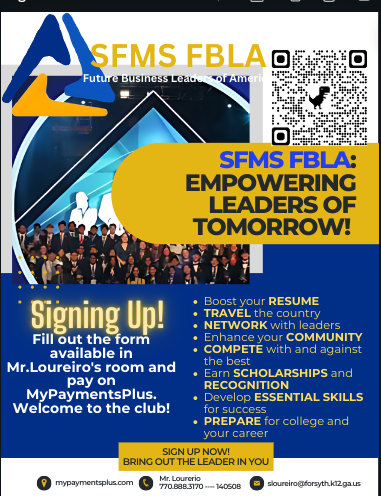 SFMS FBLA
Future Business Leaders of Americ
SFMS FBLA:
EMPOWERING
LEADERS OF
TOMORROW!
Signing Up!
Fill out the form
available in
Mr.Loureiro's room and
pay on
MyPaymentsPlus.
Welcome to the club!
Boost your RESUME
TRAVEL the country
NETWORK with leaders
Enhance your COMMUNITY
COMPETE with and against
the best
Earn SCHOLARSHIPS and
RECOGNITION
Develop ESSENTIAL SKILLS
for success
PREPARE for college and
your career
SIGN UP NOW!
BRING OUT THE LEADER IN YOU
mypaymentsplus.com
Mr. Lourerio
770.888.3170 ---- 140508
sloureiro@forsyth.k12.ga.us